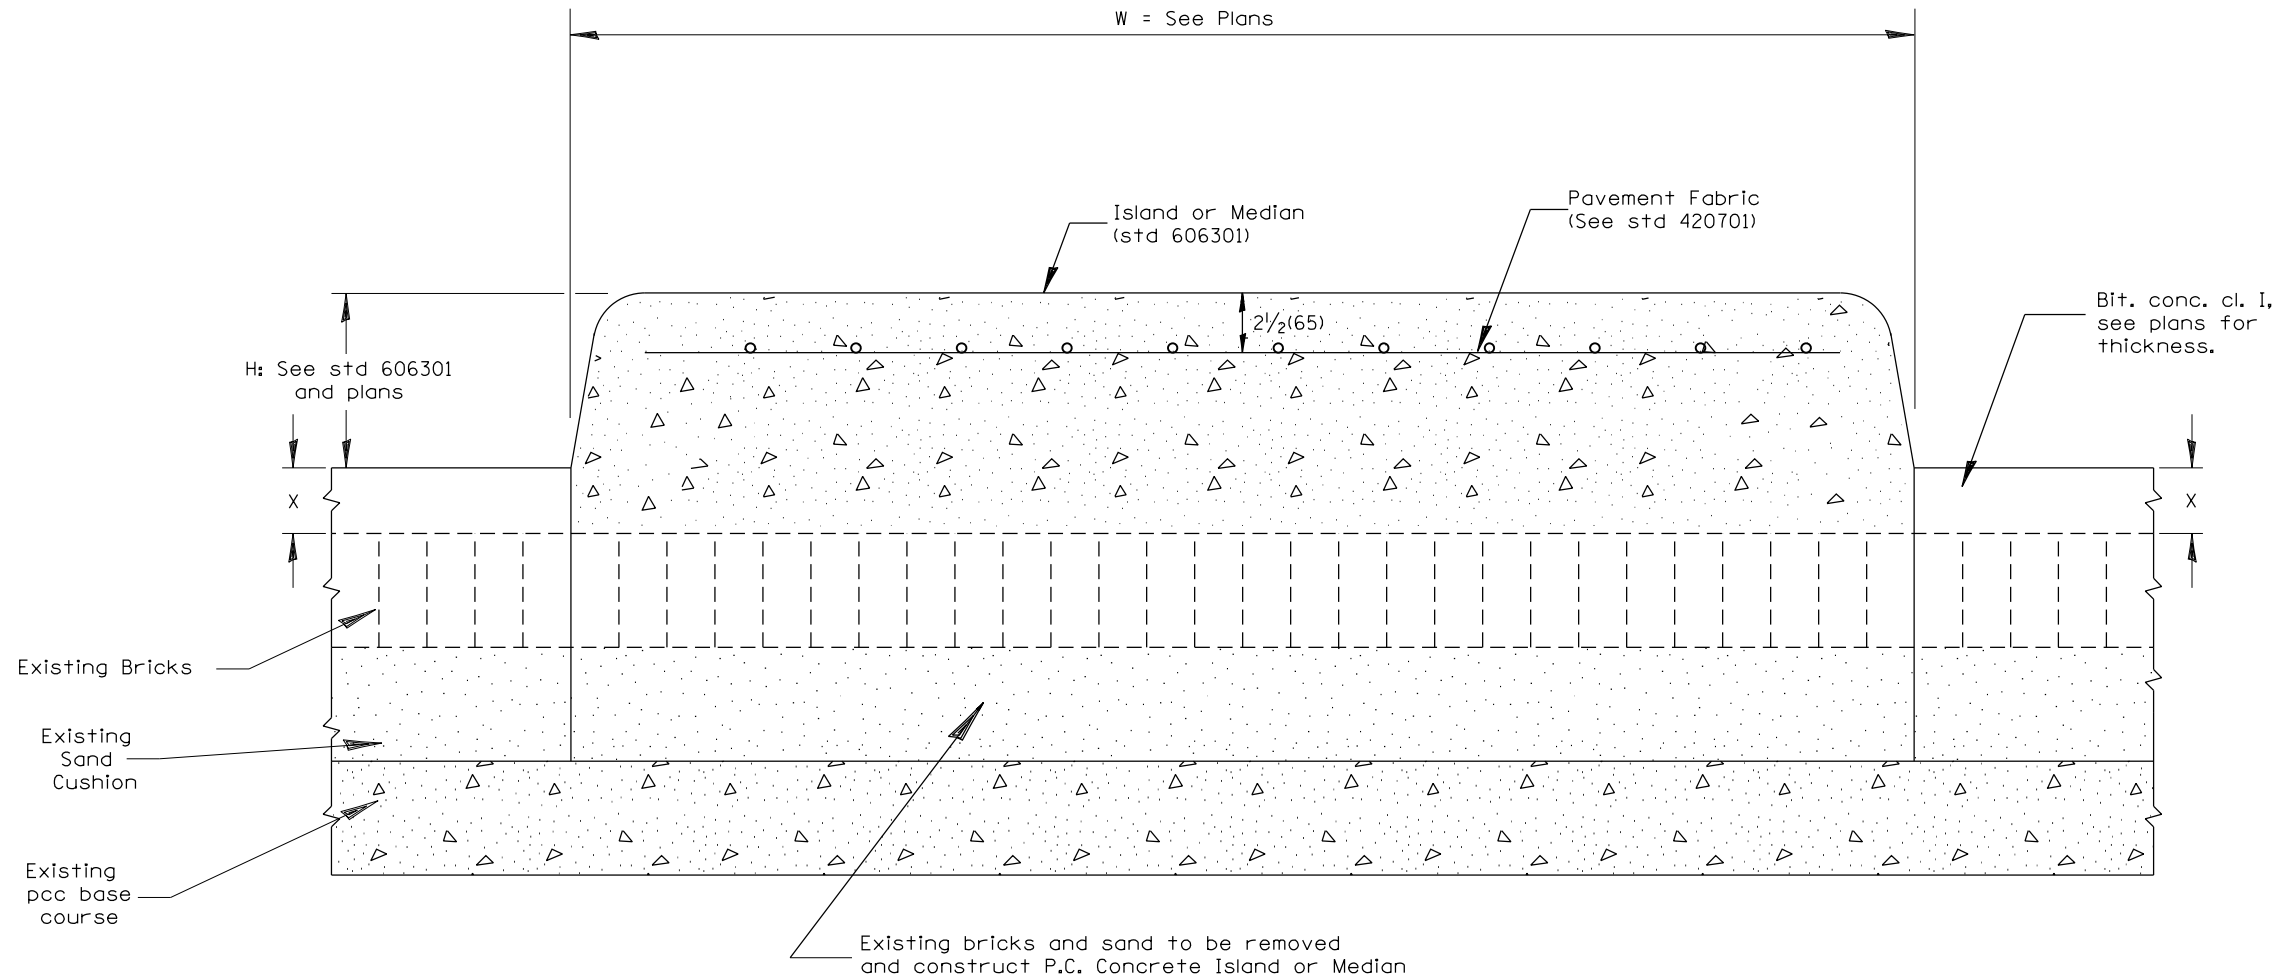 W = See Plans
Pavement Fabric
(See std 420701)
Island or Median
(std 606301)
Bit. conc. cl. I,
see plans for
thickness.
2½(65)
H: See std 606301
and plans
X
X
Existing Bricks
Existing
Sand
Cushion
Existing
pcc base
course
Existing bricks and sand to be removed
and construct P.C. Concrete Island or Median